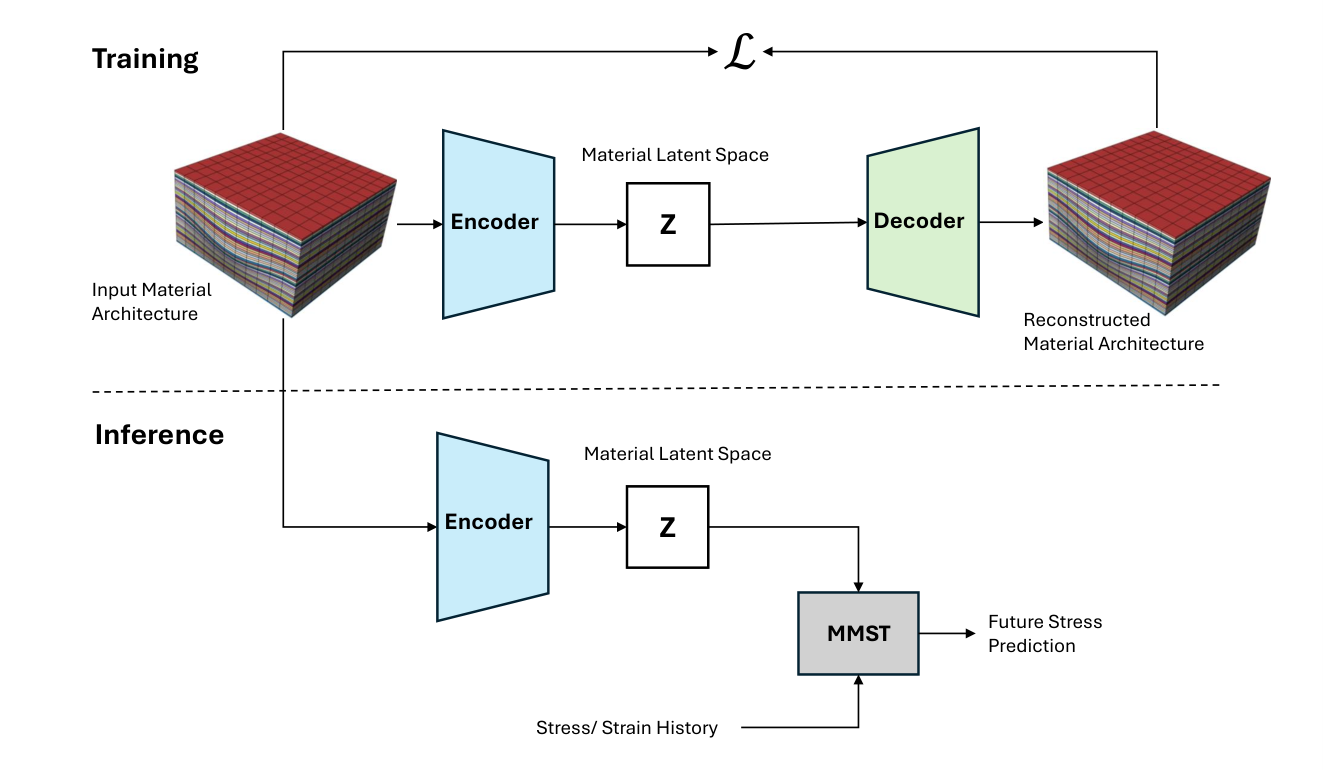 Training
ℒ
Material Latent Space
Encoder
Z
Decoder
Input Material
Architecture
Reconstructed
Material Architecture
Inference
Material Latent Space
Encoder
Z
MMST
Future Stress
Prediction
Stress/ Strain History